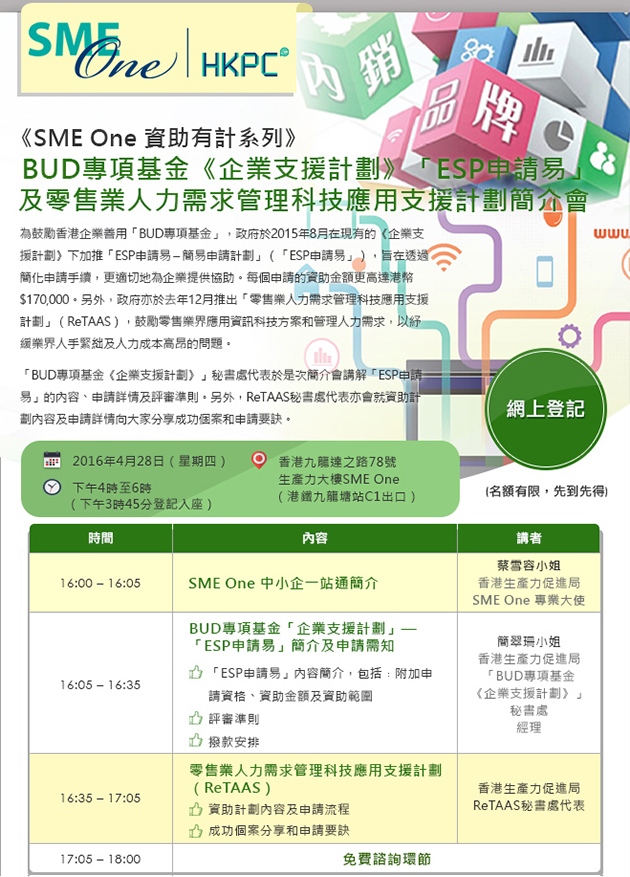 SME One HKPC
內銷
品牌
www
《SME One 資助有計系列》
BUD專項基金《企業支援計劃》「ESP申請易」
及零售業人力需求管理科技應用支援計劃簡介會
為鼓勵香港企業善用「BUD專項基金」，政府於2015年8月在現有的《企業支
援計劃》下加推「ESP申請易–簡易申請計劃」（「ESP申請易」），旨在透過
簡化申請手續，更適切地為企業提供協助。每個申請的資助金額更高達港幣
$170,000。另外，政府亦於去年12月推出「零售業人力需求管理科技應用支援
計劃」（ReTAAS），鼓勵零售業界應用資訊科技方案和管理人力需求，以紓
緩業界人手緊絀及人力成本高昂的問題。
「BUD專項基金《企業支援計劃》」秘書處代表於是次簡介會講解「ESP申請
易」的內容、申請詳情及評審準則。另外，ReTAAS秘書處代表亦會就資助計
劃內容及申請詳情向大家分享成功個案和申請要訣。
網上登記
(名額有限，先到先得)
2016年4月28日（星期四）
下午4時至6時
（下午3時45分登記入座）
香港九龍達之路78號
生產力大樓SME One
（港鐵九龍塘站C1出口）
時間 內容 講者
16:00 – 16:05 SME One 中小企一站通簡介
蔡雪容小姐
香港生產力促進局
SME One 專業大使
16:05 – 16:35
BUD專項基金「企業支援計劃」—
「ESP申請易」簡介及申請需知
「ESP申請易」內容簡介，包括：附加申
請資格、資助金額及資助範圍
評審準則
撥款安排
簡翠珊小姐
香港生產力促進局
「BUD專項基金
《企業支援計劃》」
秘書處
經理
16:35 – 17:05
零售業人力需求管理科技應用支援計劃
（ReTAAS）
資助計劃內容及申請流程
成功個案分享和申請要訣
香港生產力促進局
ReTAAS秘書處代表
17:05 – 18:00 免費諮詢環節